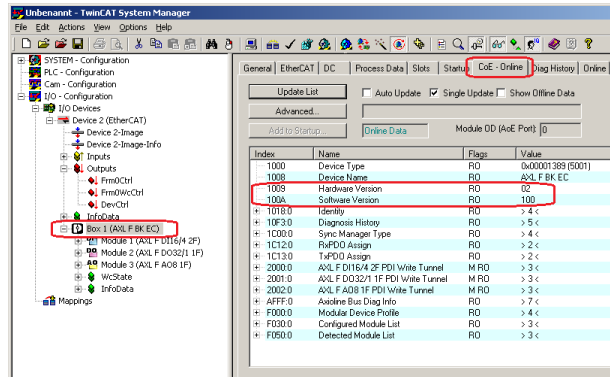 Unbenannt - TwinCAT System Manager
File Edit Actions View Options Help
SYSTEM - Configuration
PLC - Configuration
Cam - Configuration
I/O - Configuration
I/O Devices
Device 2 (EtherCAT)
Device 2-Image
Device 2-Image-Info
Inputs
Outputs
Frm0Ctrl
Frm0WcCtrl
DevCtrl
InfoData
Box 1 (AXL F BK EC)
Module 1 (AXL F DI16/4 2F)
Module 2 (AXL F DO32/1 1F)
Module 3 (AXL F AO8 1F)
WcState
InfoData
Mappings
General EtherCAT DC Process Data Slots Startup CoE - Online Diag History Online
Update List Auto Update Single Update Show Offline Data
Advanced...
Add to Startup... Online Data Module OD (AoE Port): 0
Index Name Flags Value
1000 Device Type RO 0x00001389 (5001)
1008 Device Name RO AXL F BK EC
1009 Hardware Version RO 02
100A Software Version RO 100
1018:0 Identity RO > 4 <
10F3:0 Diagnosis History RO > 5 <
1C00:0 Sync Manager Type RO > 4 <
1C12:0 RxPDO Assign RO > 2 <
1C13:0 TxPDO Assign RO > 2 <
2000:0 AXL F DI16/4 2F PDI Write Tunnel M RO > 3 <
2001:0 AXL F DO32/1 1F PDI Write Tunnel M RO > 3 <
2002:0 AXL F AO8 1F PDI Write Tunnel M RO > 3 <
AFFF:0 Axioline Bus Diag Info RO > 7 <
F000:0 Modular Device Profile RO > 4 <
F030:0 Configured Module List RO > 3 <
F050:0 Detected Module List RO > 3 <